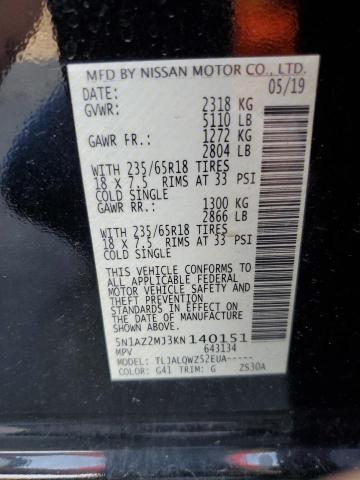 MFD BY NISSAN MOTOR CO., LTD.
DATE: 05/19
GVWR: 2318 KG
5110 LB
GAWR FR: 1272 KG
2804 LB
WITH 235/65R18 TIRES
18 X 7.5 RIMS AT 33 PSI
COLD SINGLE
GAWR RR: 1300 KG
2866 LB
WITH 235/65R18 TIRES
18 X 7.5 RIMS AT 33 PSI
COLD SINGLE
THIS VEHICLE CONFORMS TO
ALL APPLICABLE FEDERAL
MOTOR VEHICLE SAFETY
AND THEFT PREVENTION
STANDARDS IN EFFECT ON
THE DATE OF MANUFACTURE
SHOWN ABOVE.
5N1AZ2MJ3KN140151
MPV 643134
MODEL: TLJALQWZ52EUA-----
COLOR: G41 TRIM: G ZS30A